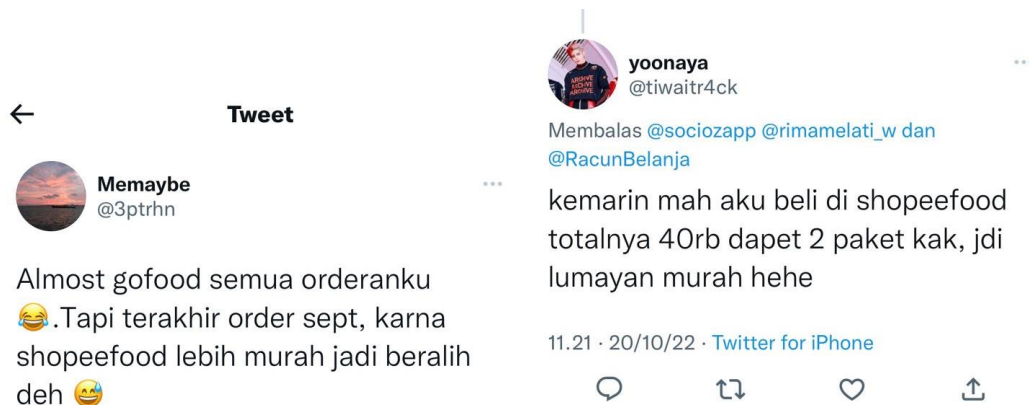 Tweet
Memaybe
@3ptrhn
Almost gofood semua orderanku
😂.Tapi terakhir order sept, karna
shopeefood lebih murah jadi beralih
deh 😅
yoonaya
@tiwaitr4ck
Membalas @sociozapp @rimamelati_w dan
@RacunBelanja
kemarin mah aku beli di shopeefood
totalnya 40rb dapet 2 paket kak, jdi
lumayan murah hehe
11.21 · 20/10/22 · Twitter for iPhone